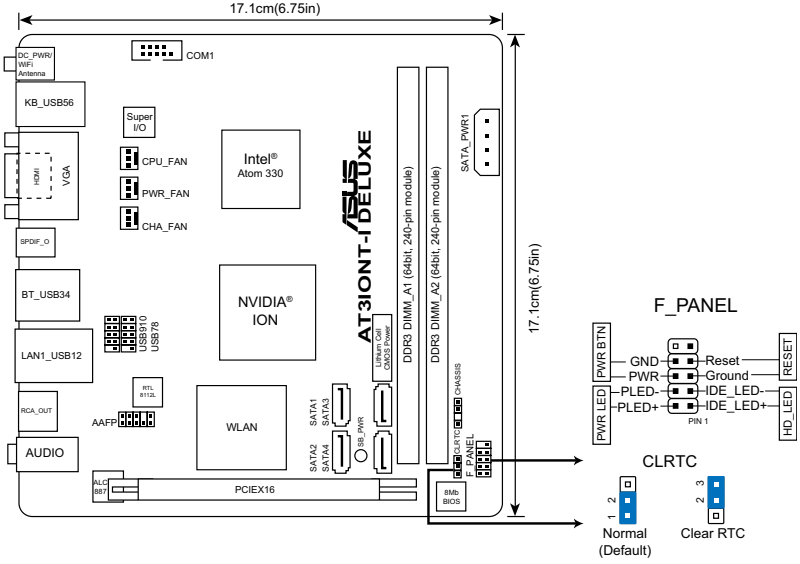 17.1cm(6.75in)
DC_PWR/
WiFi
Antenna
COM1
KB_USB56
Super
I/O
HDMI
VGA
CPU_FAN
PWR_FAN
CHA_FAN
Intel®
Atom 330
SATA_PWR1
ASUS
AT3IONT-I DELUXE
DDR3 DIMM_A1 (64bit, 240-pin module)
DDR3 DIMM_A2 (64bit, 240-pin module)
17.1cm(6.75in)
SPDIF_O
BT_USB34
NVIDIA®
ION
USB910
USB78
LAN1_USB12
Lithium Cell
CMOS Power
RTL
8112L
RCA_OUT
AAFP
WLAN
SATA1
SATA3
CHASSIS
SATA2
SATA4
SB_PWR
CLRTC
F_PANEL
AUDIO
ALC
887
PCIEX16
8Mb
BIOS
F_PANEL
PWR BTN
GND
PWR
Reset
Ground
RESET
PWR LED
PLED-
PLED+
IDE_LED-
IDE_LED+
HD_LED
PIN 1
CLRTC
2
1
Normal
(Default)
3
2
Clear RTC